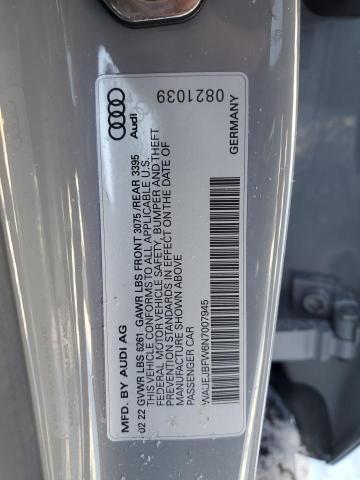 MFD. BY AUDI AG
02 22 GVWR LBS 6261 GAWR LBS FRONT 3075/REAR 3395
THIS VEHICLE CONFORMS TO ALL APPLICABLE U.S.
FEDERAL MOTOR VEHICLE SAFETY, BUMPER AND THEFT
PREVENTION STANDARDS IN EFFECT ON THE DATE OF
MANUFACTURE SHOWN ABOVE
PASSENGER CAR
WAUEJBFW6N7007945
GERMANY
Audi
0821039